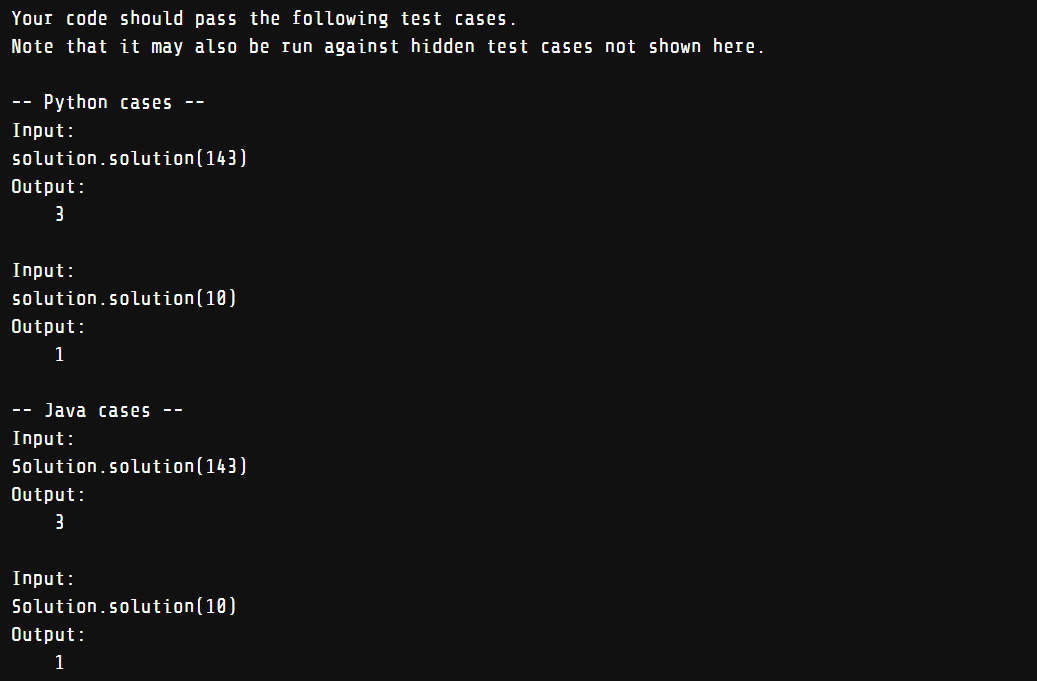 Your code should pass the following test cases.
Note that it may also be run against hidden test cases not shown here.
-- Python cases --
Input:
solution.solution(143)
Output:
3
Input:
solution.solution(10)
Output:
1
-- Java cases --
Input:
Solution.solution(143)
Output:
3
Input:
Solution.solution(10)
Output:
1